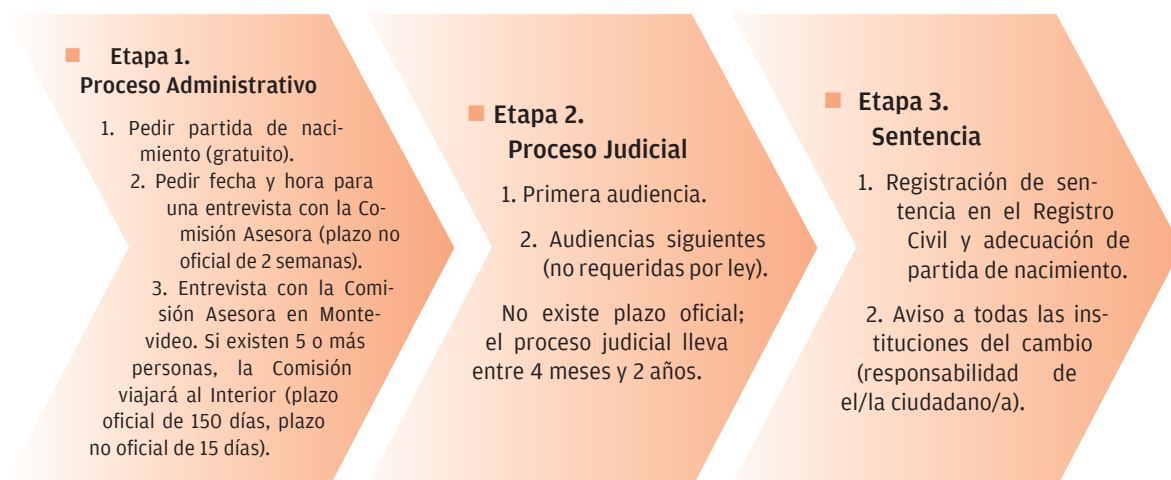 Etapa 1.
Proceso Administrativo
1. Pedir partida de naci-
miento (gratuito).
2. Pedir fecha y hora para
una entrevista con la Co-
misión Asesora (plazo no
oficial de 2 semanas).
3. Entrevista con la Comi-
sión Asesora en Monte-
video. Si existen 5 o más
personas, la Comisión
viajará al Interior (plazo
oficial de 150 días, plazo
no oficial de 15 días).
Etapa 2.
Proceso Judicial
1. Primera audiencia.
2. Audiencias siguientes
(no requeridas por ley).
No existe plazo oficial;
el proceso judicial lleva
entre 4 meses y 2 años.
Etapa 3.
Sentencia
1. Registración de sen-
tencia en el Registro
Civil y adecuación de
partida de nacimiento.
2. Aviso a todas las ins-
tituciones del cambio
(responsabilidad de
el/la ciudadano/a).